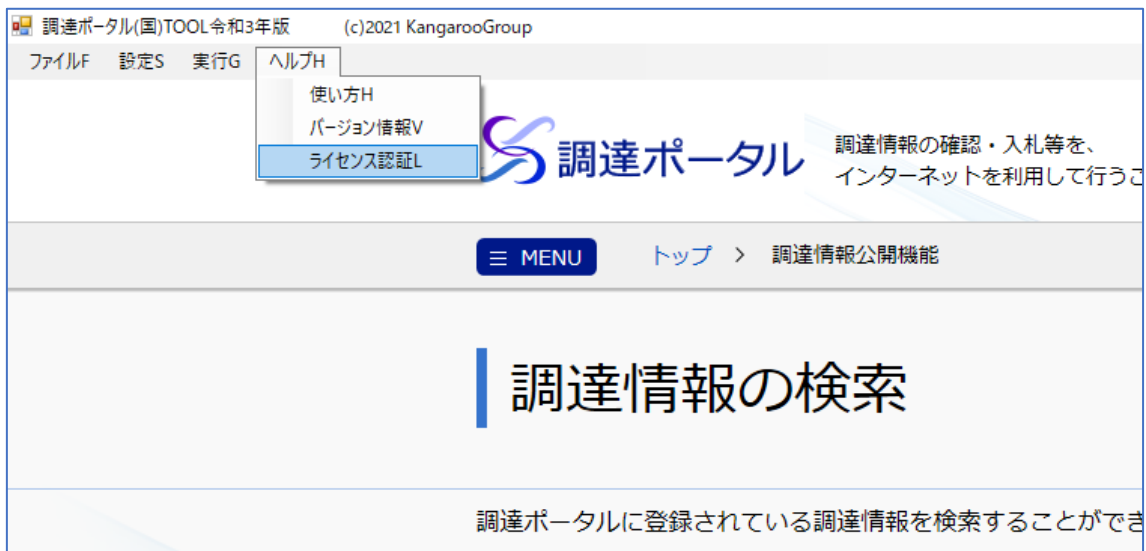 調達ポータル(国)TOOL令和3年版 (c)2021 KangarooGroup
ファイルF 設定S 実行G ヘルプH
使い方H
バージョン情報V
ライセンス認証L
調達ポータル
調達情報の確認・入札等を、
インターネットを利用して行うこ
≡ MENU トップ > 調達情報公開機能
調達情報の検索
調達ポータルに登録されている調達情報を検索することができ